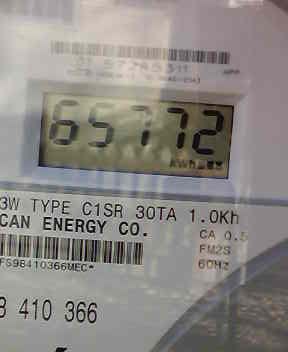 65772
kWh
3W TYPE C1SR 30TA 1.0Kh
CAN ENERGY CO.
CA 0.5
FM2S
60Hz
FS98410366MEC*
8 410 366